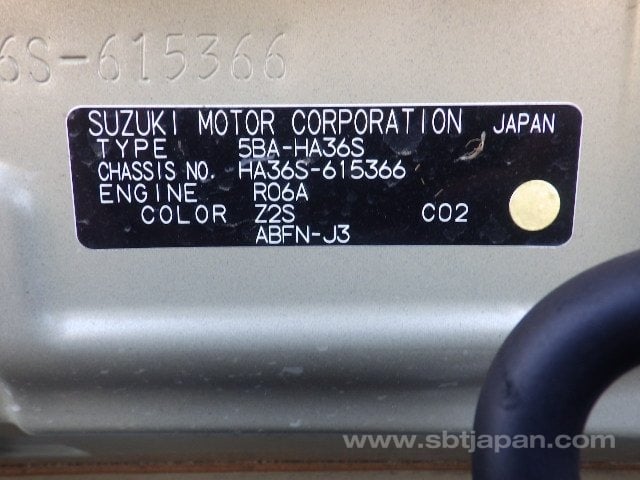 6S-615366
SUZUKI MOTOR CORPORATION JAPAN
TYPE 5BA-HA36S
CHASSIS NO. HA36S-615366
ENGINE R06A
COLOR Z2S C02
ABFN-J3
www.sbtjapan.com